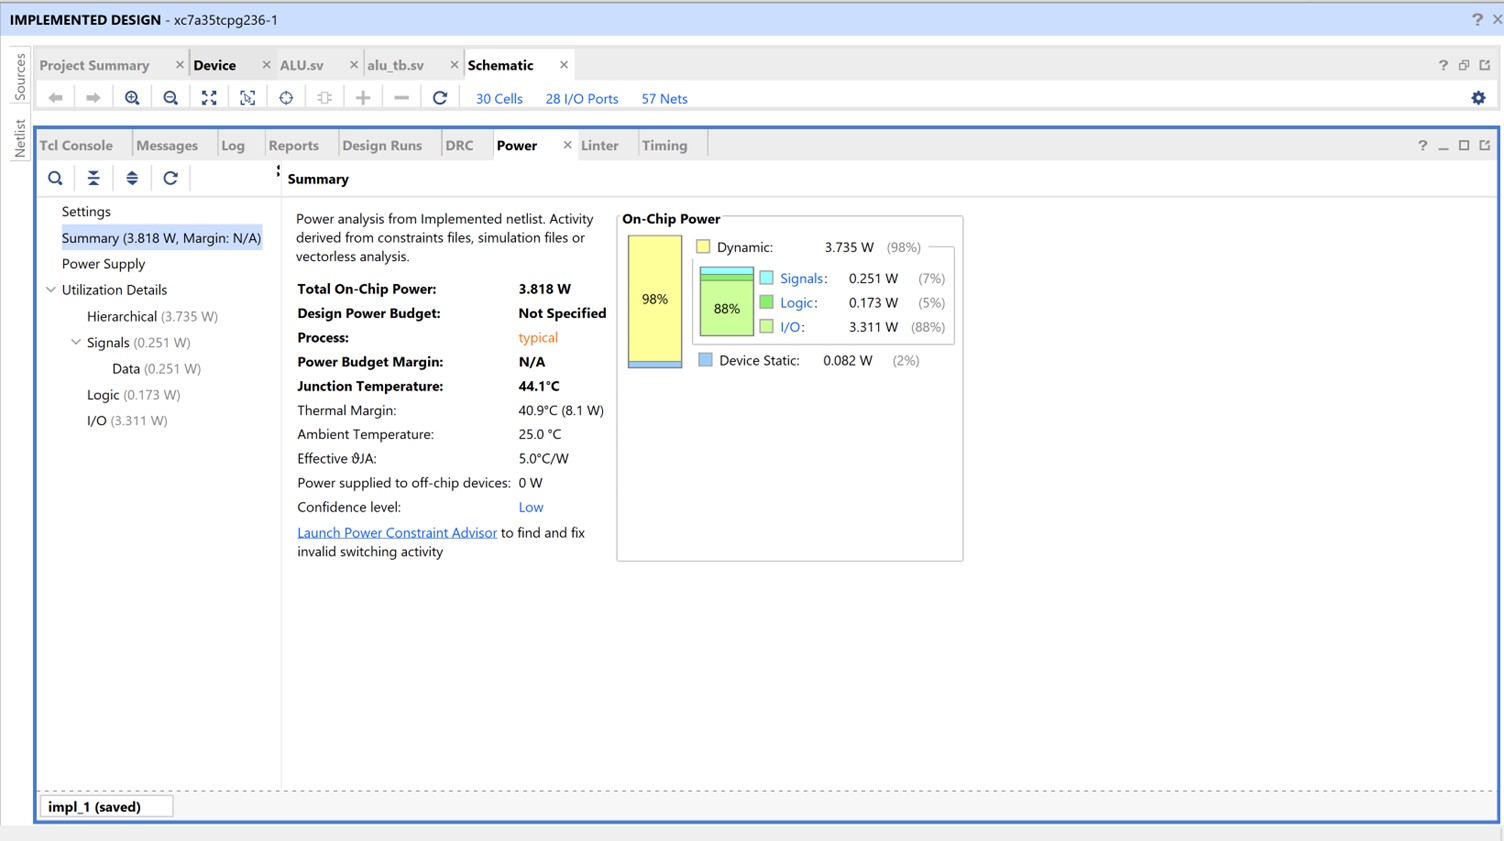 IMPLEMENTED DESIGN - xc7a35tcpg236-1
? ×
Sources
Netlist
Project Summary × Device × ALU.sv × alu_tb.sv × Schematic ×
?
30 Cells 28 I/O Ports 57 Nets
Tcl Console Messages Log Reports Design Runs DRC Power × Linter Timing
?
Settings
Summary (3.818 W, Margin: N/A)
Power Supply
Utilization Details
Hierarchical (3.735 W)
Signals (0.251 W)
Data (0.251 W)
Logic (0.173 W)
I/O (3.311 W)
Summary
Power analysis from Implemented netlist. Activity
derived from constraints files, simulation files or
vectorless analysis.
Total On-Chip Power: 3.818 W
Design Power Budget: Not Specified
Process: typical
Power Budget Margin: N/A
Junction Temperature: 44.1°C
Thermal Margin: 40.9°C (8.1 W)
Ambient Temperature: 25.0 °C
Effective ϑJA: 5.0°C/W
Power supplied to off-chip devices: 0 W
Confidence level: Low
Launch Power Constraint Advisor to find and fix
invalid switching activity
On-Chip Power
98%
Dynamic: 3.735 W (98%)
88%
Signals: 0.251 W (7%)
Logic: 0.173 W (5%)
I/O: 3.311 W (88%)
Device Static: 0.082 W (2%)
impl_1 (saved)